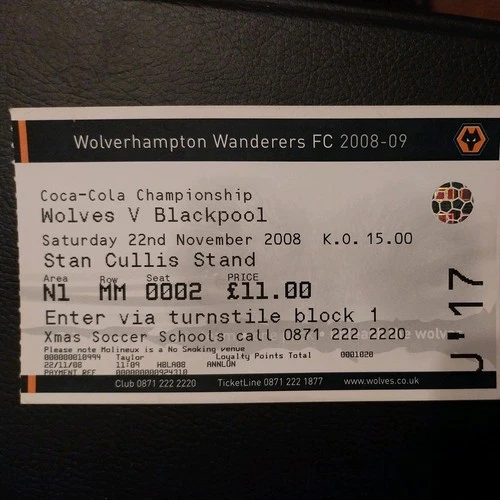 Wolverhampton Wanderers FC 2008-09
Coca-Cola Championship
Wolves V Blackpool
Saturday 22nd November 2008 K.O. 15.00
Stan Cullis Stand
Area Row Seat PRICE
N1 MM 0002 £11.00
Enter via turnstile block 1
Xmas Soccer Schools call 0871 222 2220
Please note Molineux is a No Smoking venue
Taylor Loyalty Points Total 0001020
22/11/08 11:09 ANNLON
PAYMENT REF
Club 0871 222 2220 TicketLine 0871 222 1877 www.wolves.co.uk
17